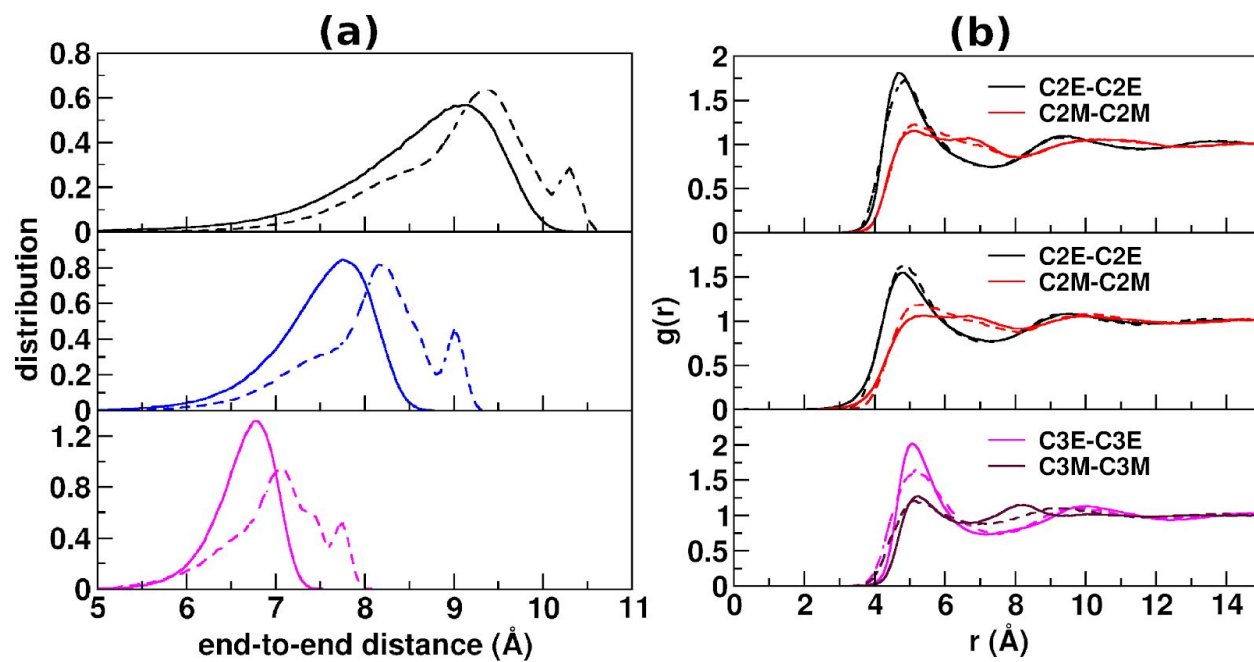 (a)
0.8
0.6
0.4
0.2
0
0.8
0.6
0.4
0.2
0
1.2
0.8
0.4
0
5 6 7 8 9 10 11
distribution
end-to-end distance (Å)
(b)
2
1.5
1
0.5
0
C2E-C2E
C2M-C2M
2
1.5
1
0.5
0
C2E-C2E
C2M-C2M
2
1.5
1
0.5
0
C3E-C3E
C3M-C3M
0 2 4 6 8 10 12 14
g(r)
r (Å)